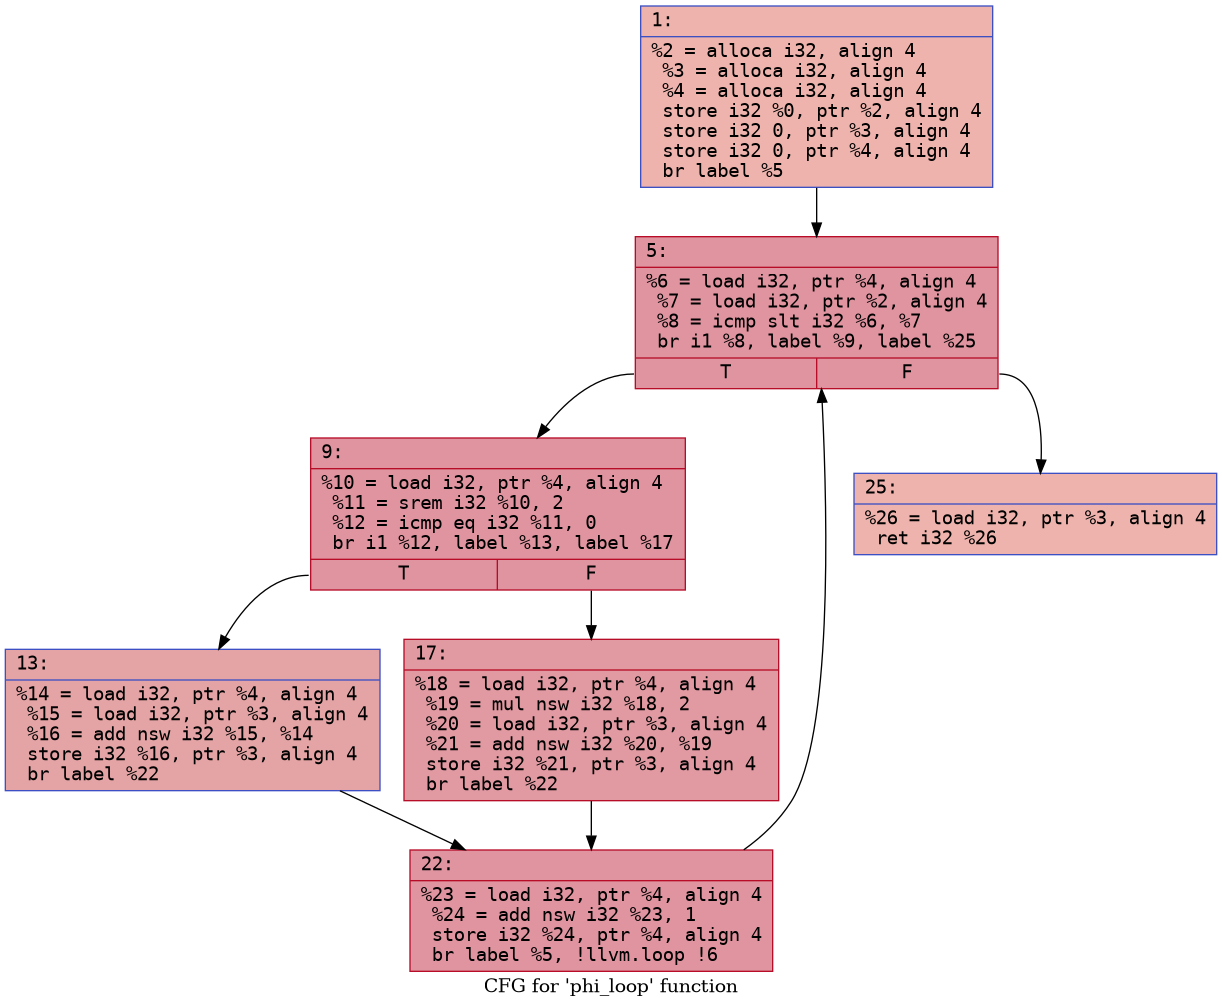 1:
%2 = alloca i32, align 4
%3 = alloca i32, align 4
%4 = alloca i32, align 4
store i32 %0, ptr %2, align 4
store i32 0, ptr %3, align 4
store i32 0, ptr %4, align 4
br label %5
5:
%6 = load i32, ptr %4, align 4
%7 = load i32, ptr %2, align 4
%8 = icmp slt i32 %6, %7
br i1 %8, label %9, label %25
T F
9:
%10 = load i32, ptr %4, align 4
%11 = srem i32 %10, 2
%12 = icmp eq i32 %11, 0
br i1 %12, label %13, label %17
T F
25:
%26 = load i32, ptr %3, align 4
ret i32 %26
13:
%14 = load i32, ptr %4, align 4
%15 = load i32, ptr %3, align 4
%16 = add nsw i32 %15, %14
store i32 %16, ptr %3, align 4
br label %22
17:
%18 = load i32, ptr %4, align 4
%19 = mul nsw i32 %18, 2
%20 = load i32, ptr %3, align 4
%21 = add nsw i32 %20, %19
store i32 %21, ptr %3, align 4
br label %22
22:
%23 = load i32, ptr %4, align 4
%24 = add nsw i32 %23, 1
store i32 %24, ptr %4, align 4
br label %5, !llvm.loop !6
CFG for 'phi_loop' function